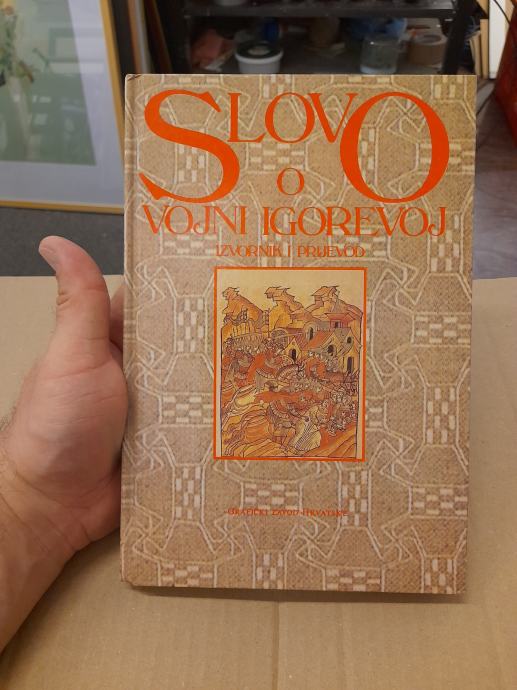 SLOVO
O
VOJNI IGOREVOJ
IZVORNIK I PRIJEVOD
GRAFIČKI ZAVOD HRVATSKE